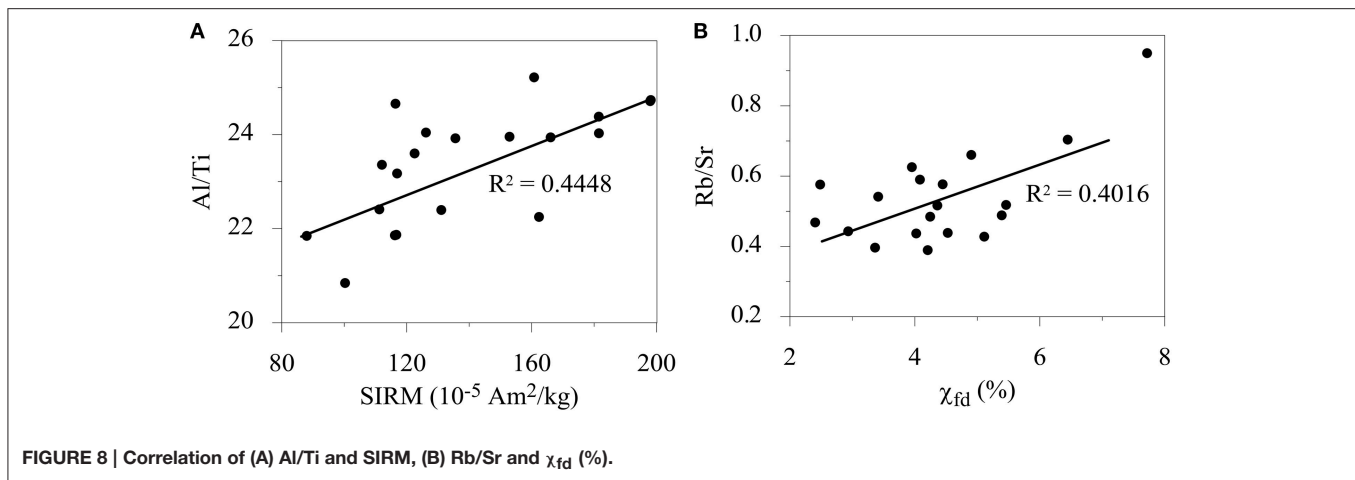 A
26
24
22
20
Al/Ti
R² = 0.4448
80 120 160 200
SIRM (10⁻⁵ Am²/kg)
B
1.0
0.8
0.6
0.4
0.2
Rb/Sr
R² = 0.4016
2 4 6 8
χfd (%)
FIGURE 8 | Correlation of (A) Al/Ti and SIRM, (B) Rb/Sr and χfd (%).